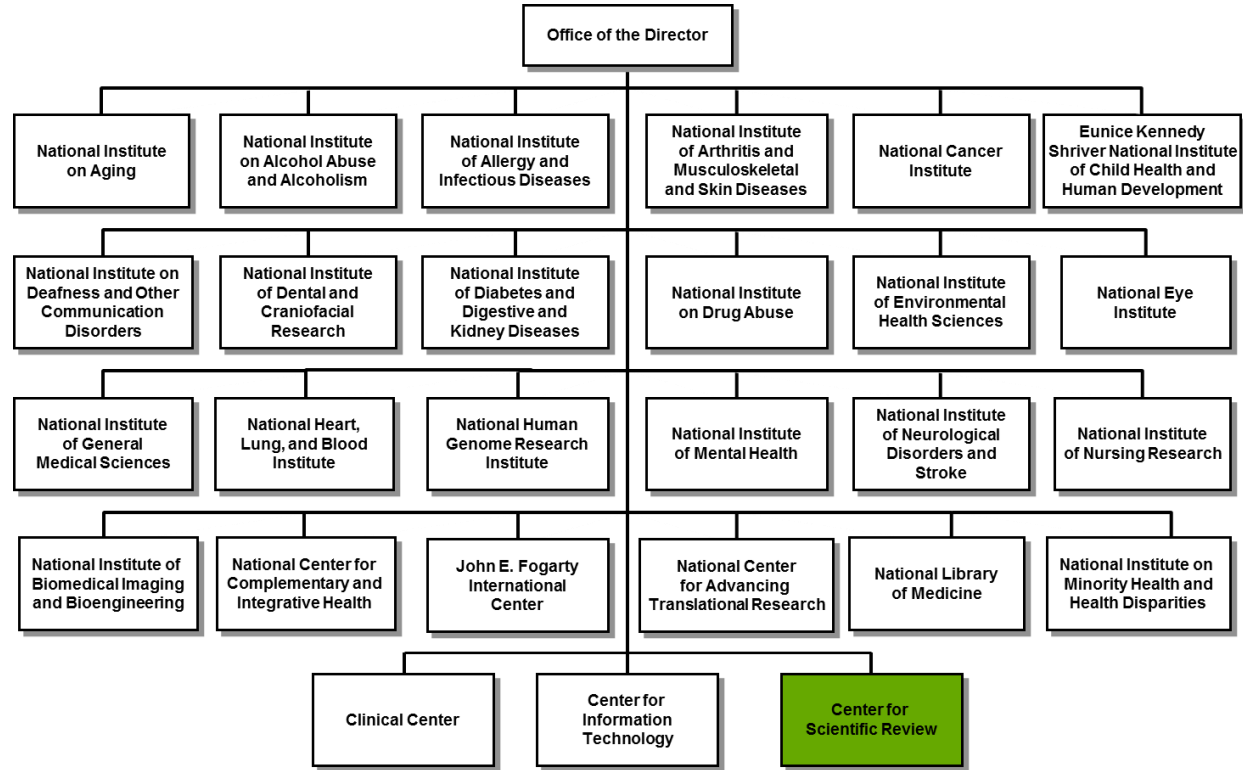 Office of the Director
National Institute
on Aging
National Institute
on Alcohol Abuse
and Alcoholism
National Institute
of Allergy and
Infectious Diseases
National Institute
of Arthritis and
Musculoskeletal
and Skin Diseases
National Cancer
Institute
Eunice Kennedy
Shriver National Institute
of Child Health and
Human Development
National Institute on
Deafness and Other
Communication
Disorders
National Institute
of Dental and
Craniofacial
Research
National Institute
of Diabetes and
Digestive and
Kidney Diseases
National Institute
on Drug Abuse
National Institute
of Environmental
Health Sciences
National Eye
Institute
National Institute
of General
Medical Sciences
National Heart,
Lung, and Blood
Institute
National Human
Genome Research
Institute
National Institute
of Mental Health
National Institute
of Neurological
Disorders and
Stroke
National Institute
of Nursing Research
National Institute of
Biomedical Imaging
and Bioengineering
National Center for
Complementary and
Integrative Health
John E. Fogarty
International
Center
National Center
for Advancing
Translational Research
National Library
of Medicine
National Institute on
Minority Health and
Health Disparities
Clinical Center
Center for
Information
Technology
Center for
Scientific Review